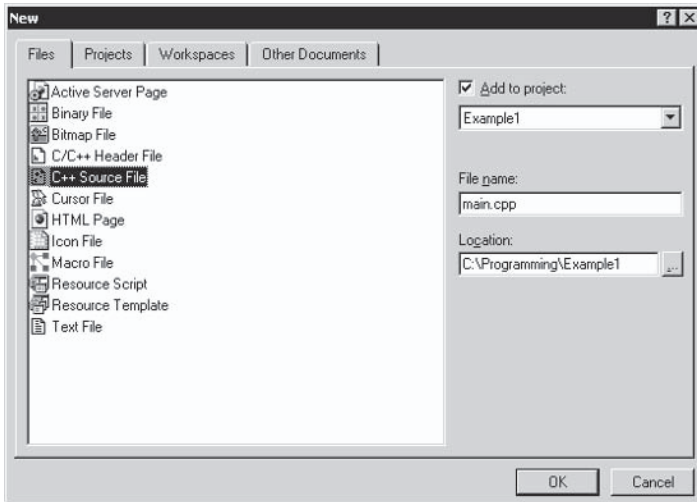 New
Files
Projects
Workspaces
Other Documents
Active Server Page
Binary File
Bitmap File
C/C++ Header File
C++ Source File
Cursor File
HTML Page
Icon File
Macro File
Resource Script
Resource Template
Text File
Add to project:
Example1
File name:
main.cpp
Location:
C:\Programming\Example1
...
OK
Cancel